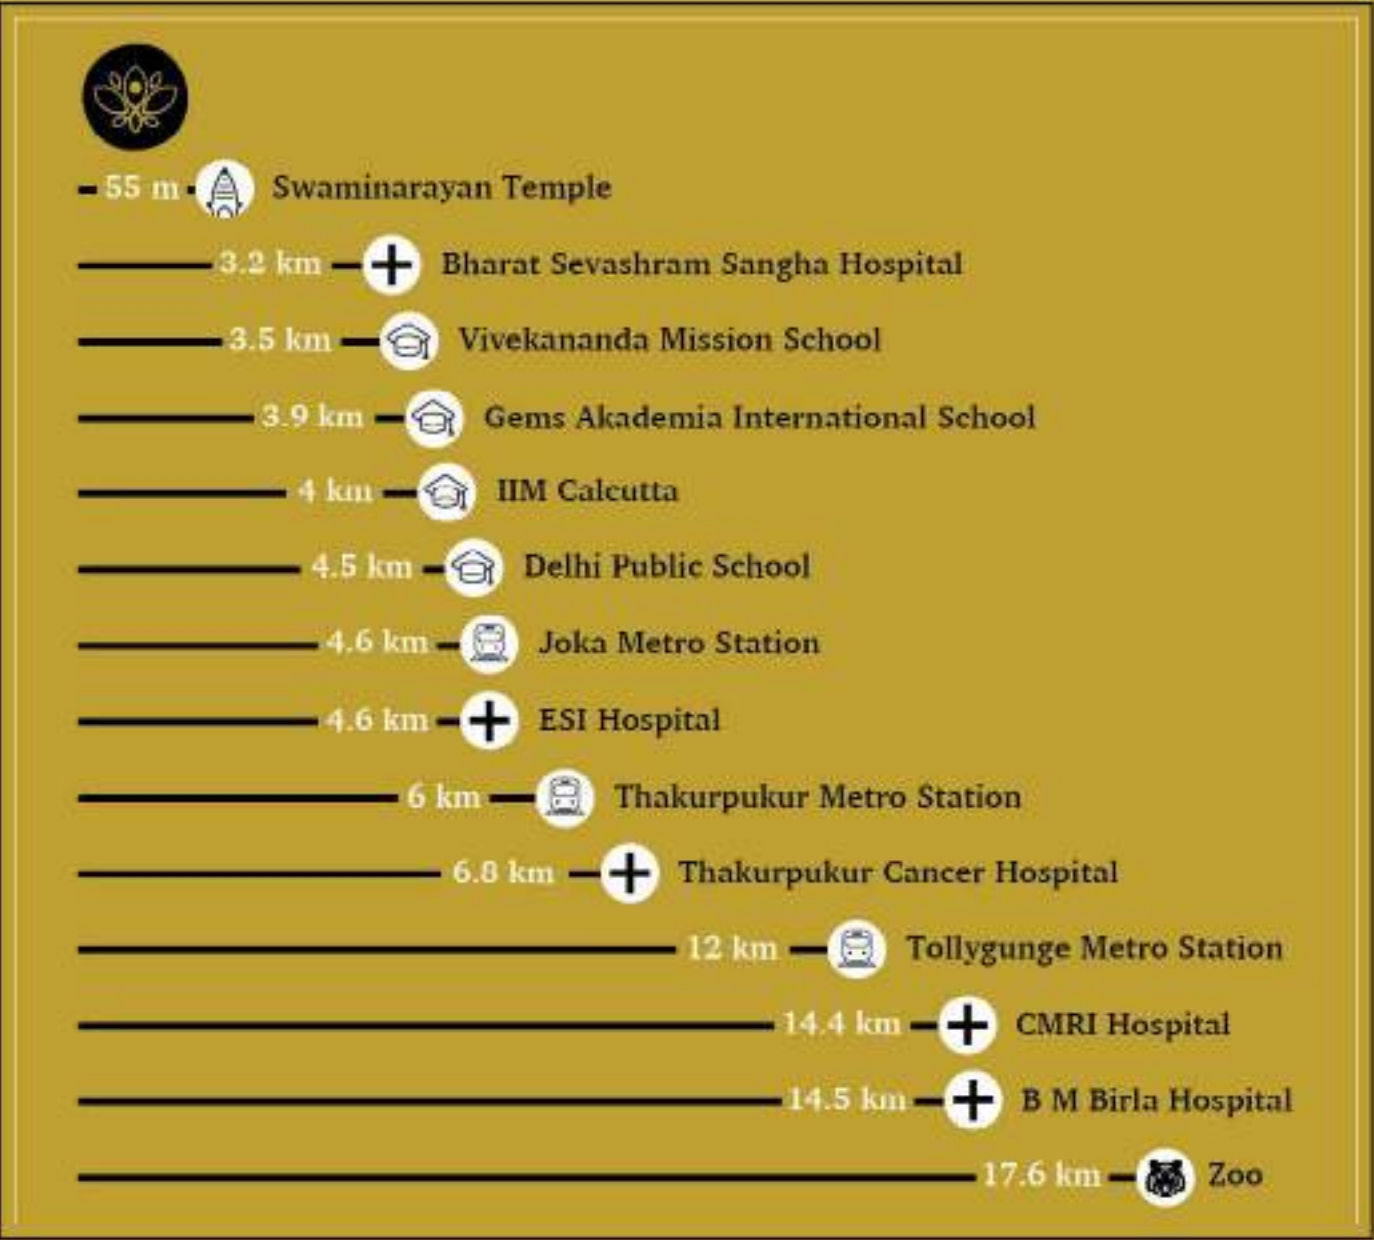 55 m Swaminarayan Temple
3.2 km Bharat Sevashram Sangha Hospital
3.5 km Vivekananda Mission School
3.9 km Gems Akademia International School
4 km IIM Calcutta
4.5 km Delhi Public School
4.6 km Joka Metro Station
4.6 km ESI Hospital
6 km Thakurpukur Metro Station
6.8 km Thakurpukur Cancer Hospital
12 km Tollygunge Metro Station
14.4 km CMRI Hospital
14.5 km B M Birla Hospital
17.6 km Zoo